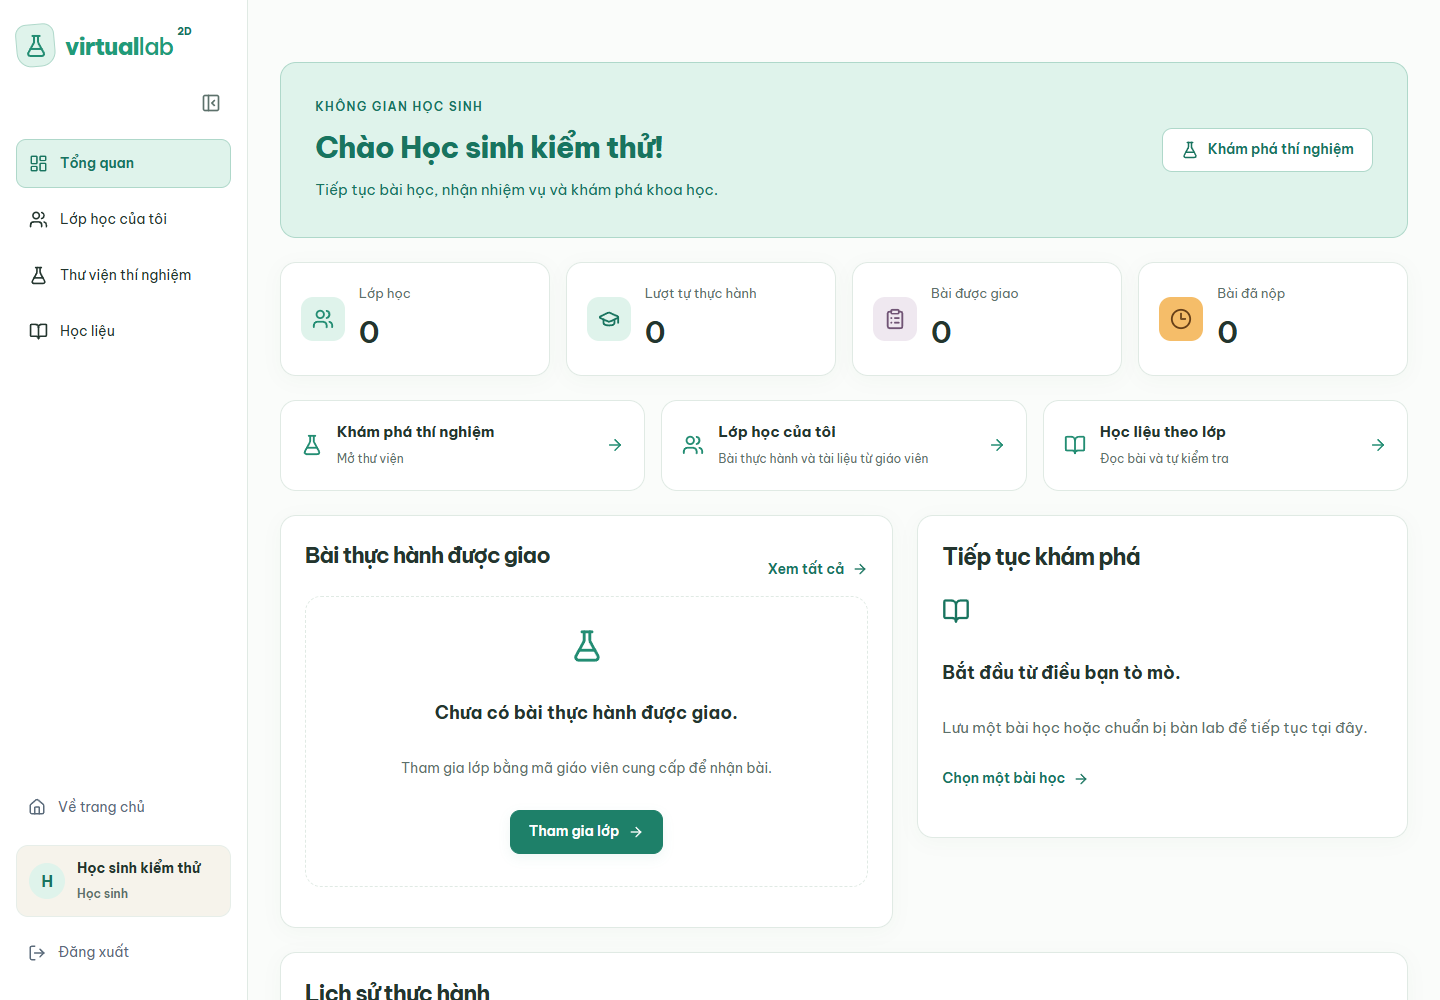 virtuallab 2D
Tổng quan
Lớp học của tôi
Thư viện thí nghiệm
Học liệu
Về trang chủ
H
Học sinh kiểm thử
Học sinh
Đăng xuất
KHÔNG GIAN HỌC SINH
Chào Học sinh kiểm thử!
Tiếp tục bài học, nhận nhiệm vụ và khám phá khoa học.
Khám phá thí nghiệm
Lớp học
0
Lượt tự thực hành
0
Bài được giao
0
Bài đã nộp
0
Khám phá thí nghiệm
Mở thư viện
Lớp học của tôi
Bài thực hành và tài liệu từ giáo viên
Học liệu theo lớp
Đọc bài và tự kiểm tra
Bài thực hành được giao
Xem tất cả
Chưa có bài thực hành được giao.
Tham gia lớp bằng mã giáo viên cung cấp để nhận bài.
Tham gia lớp
Tiếp tục khám phá
Bắt đầu từ điều bạn tò mò.
Lưu một bài học hoặc chuẩn bị bàn lab để tiếp tục tại đây.
Chọn một bài học
Lịch sử thực hành